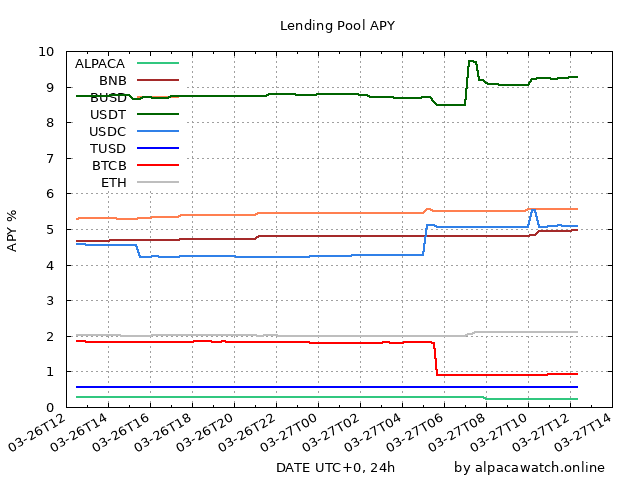 Lending Pool APY
10
9
8
7
6
5
4
3
2
1
0
APY %
ALPACA
BNB
BUSD
USDT
USDC
TUSD
BTCB
ETH
03-26T12
03-26T14
03-26T16
03-26T18
03-26T20
03-26T22
03-27T00
03-27T02
03-27T04
03-27T06
03-27T08
03-27T10
03-27T12
03-27T14
DATE UTC+0, 24h
by alpacawatch.online